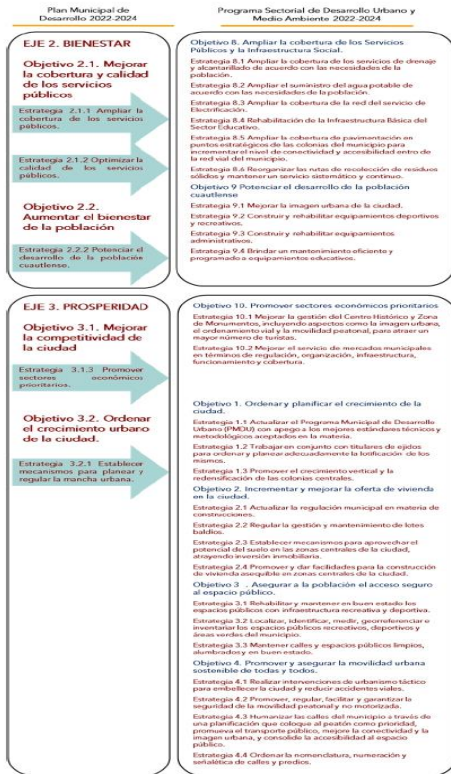 Plan Municipal de
Desarrollo 2022-2024
EJE 2. BIENESTAR
Objetivo 2.1. Mejorar
la cobertura y calidad
de los servicios
públicos
Estrategia 2.1.1 Ampliar la
cobertura de los servicios
públicos.
Estrategia 2.1.2 Optimizar la
calidad de los servicios
públicos.
Objetivo 2.2.
Aumentar el bienestar
de la población
Estrategia 2.2.2 Potenciar el
desarrollo de la población
cuautlense.
Programa Sectorial de Desarrollo Urbano y
Medio Ambiente 2022-2024
Objetivo 8. Ampliar la cobertura de los Servicios
Públicos y la Infraestructura Social.
Estrategia 8.1 Ampliar la cobertura de los servicios de drenaje
y alcantarillado de acuerdo con las necesidades de la
población.
Estrategia 8.2 Ampliar el suministro del agua potable de
acuerdo con las necesidades de la población.
Estrategia 8.3 Ampliar la cobertura de la red del servicio de
Electrificación.
Estrategia 8.4 Rehabilitación de la Infraestructura Básica del
Sector Educativo.
Estrategia 8.5 Ampliar la cobertura de pavimentación en
puntos estratégicos de las colonias del municipio para
incrementar el nivel de conectividad y accesibilidad entro de
la red vial del municipio.
Estrategia 8.6 Reorganizar las rutas de recolección de residuos
sólidos y mantener un servicio sistemático y continuo.
Objetivo 9 Potenciar el desarrollo de la población
cuautlense
Estrategia 9.1 Mejorar la imagen urbana de la ciudad.
Estrategia 9.2 Construir y rehabilitar equipamientos deportivos
y recreativos.
Estrategia 9.3 Construir y rehabilitar equipamientos
administrativos.
Estrategia 9.4 Brindar un mantenimiento eficiente y
programado a equipamientos educativos.
EJE 3. PROSPERIDAD
Objetivo 3.1. Mejorar
la competitividad de
la ciudad
Estrategia 3.1.3 Promover
sectores económicos
prioritarios.
Objetivo 3.2. Ordenar
el crecimiento urbano
de la ciudad.
Estrategia 3.2.1 Establecer
mecanismos para planear y
regular la mancha urbana.
Objetivo 10. Promover sectores económicos prioritarios
Estrategia 10.1 Mejorar la gestión del Centro Histórico y Zona
de Monumentos, incluyendo aspectos como la imagen urbana,
el ordenamiento vial y la movilidad peatonal, para atraer un
mayor número de turistas.
Estrategia 10.2 Mejorar el servicio de mercados municipales
en términos de regulación, organización, infraestructura,
funcionamiento y cobertura.
Objetivo 1. Ordenar y planificar el crecimiento de la
ciudad.
Estrategia 1.1 Actualizar el Programa Municipal de Desarrollo
Urbano (PMDU) con apego a los mejores estándares técnicos y
metodológicos aceptados en la materia.
Estrategia 1.2 Trabajar en conjunto con titulares de ejidos
para ordenar y planear adecuadamente la lotificación de los
mismos.
Estrategia 1.3 Promover el crecimiento vertical y la
redensificación de las colonias centrales.
Objetivo 2. Incrementar y mejorar la oferta de vivienda
en la ciudad.
Estrategia 2.1 Actualizar la regulación municipal en materia de
construcciones.
Estrategia 2.2 Regular la gestión y mantenimiento de lotes
baldíos.
Estrategia 2.3 Establecer mecanismos para aprovechar el
potencial del suelo en las zonas centrales de la ciudad,
atrayendo inversión inmobiliaria.
Estrategia 2.4 Promover y dar facilidades para la construcción
de vivienda asequible en zonas centrales de la ciudad.
Objetivo 3 . Asegurar a la población el acceso seguro
al espacio público.
Estrategia 3.1 Rehabilitar y mantener en buen estado los
espacios públicos con infraestructura recreativa y deportiva.
Estrategia 3.2 Localizar, identificar, medir, georreferenciar e
inventariar los espacios públicos recreativos, deportivos y
áreas verdes del municipio.
Estrategia 3.3 Mantener calles y espacios públicos limpios,
alumbrados y en buen estado.
Objetivo 4. Promover y asegurar la movilidad urbana
sostenible de todas y todos.
Estrategia 4.1 Realizar intervenciones de urbanismo táctico
para embellecer la ciudad y reducir accidentes viales.
Estrategia 4.2 Promover, regular, facilitar y garantizar la
seguridad de la movilidad peatonal y no motorizada.
Estrategia 4.3 Humanizar las calles del municipio a través de
una planificación que coloque al peatón como prioridad,
promueva el transporte público, mejore la conectividad y la
imagen urbana, y consolide la accesibilidad al espacio
público.
Estrategia 4.4 Ordenar la nomenclatura, numeración y
señalética de calles y predios.